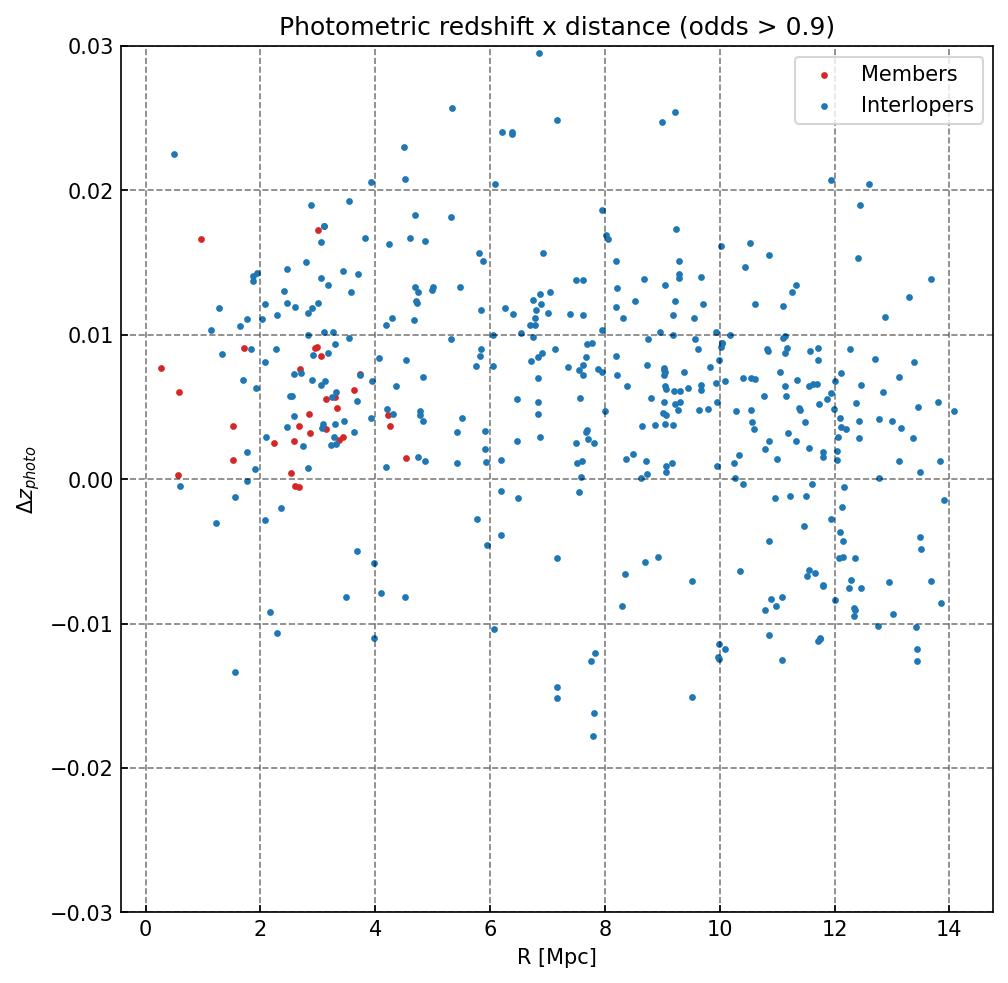 Photometric redshift x distance (odds > 0.9)
Members
Interlopers
0.03
0.02
0.01
0.00
−0.01
−0.02
−0.03
Δz_photo
0 2 4 6 8 10 12 14
R [Mpc]